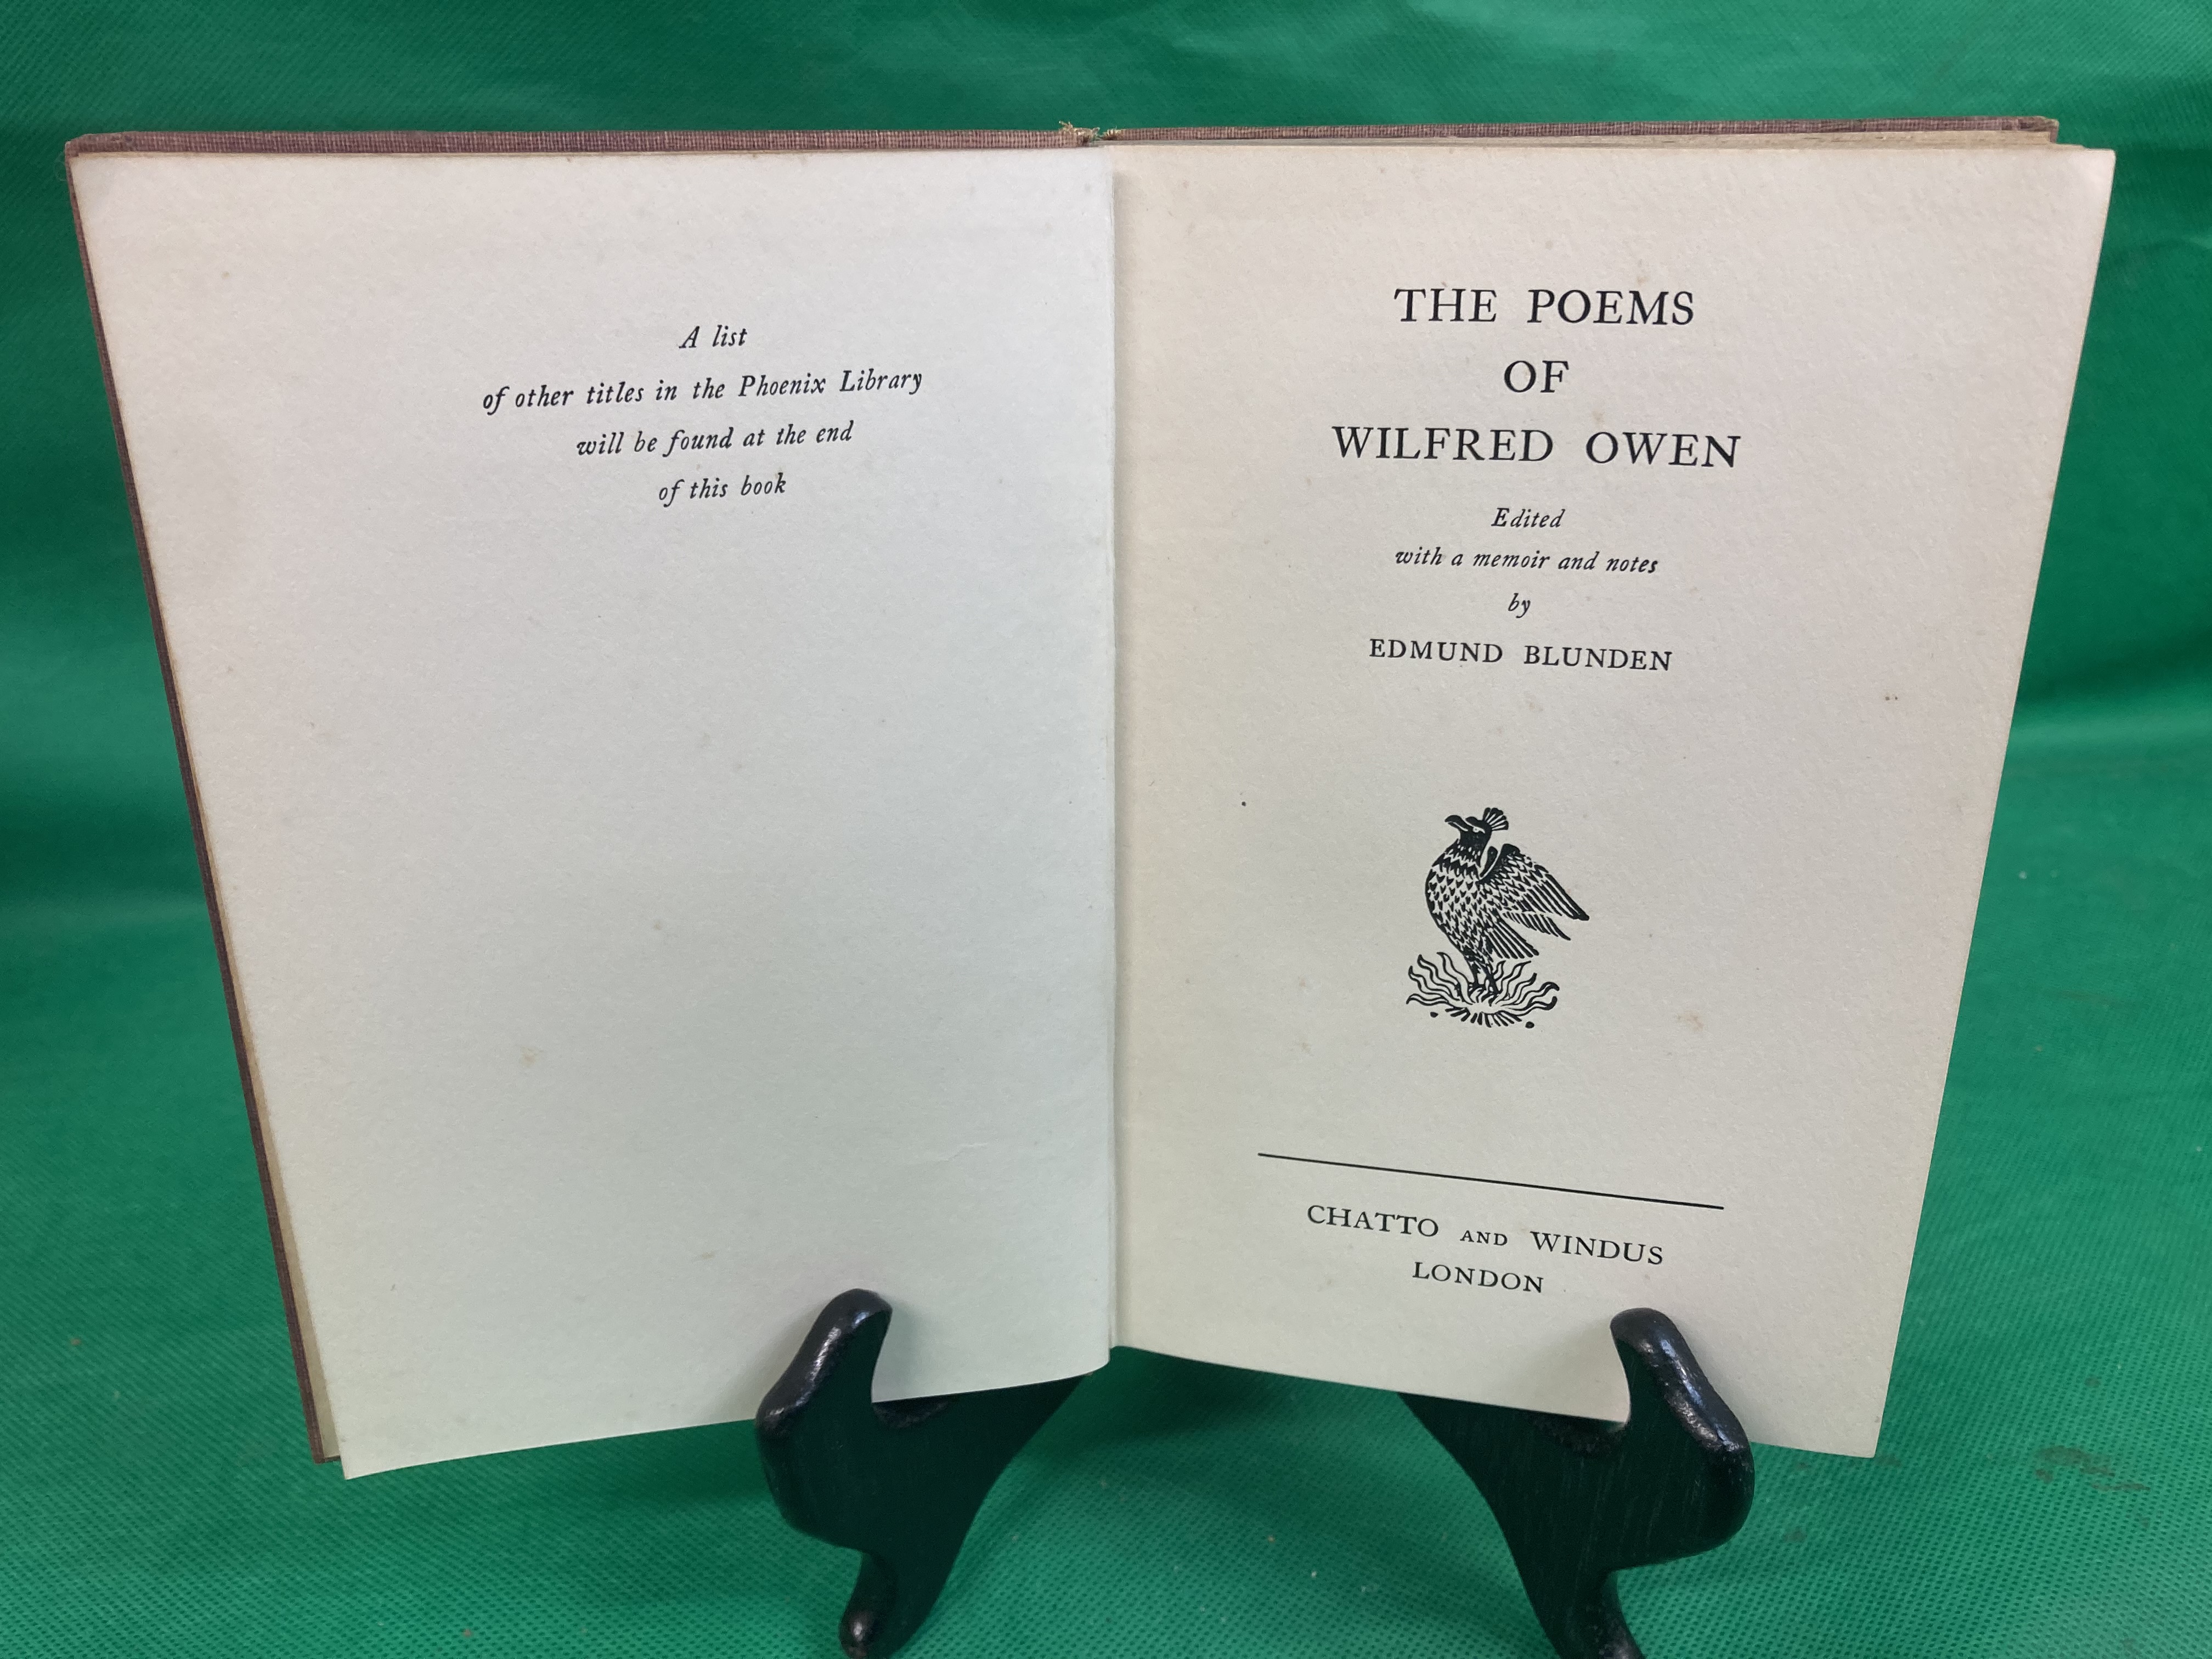 A list
of other titles in the Phoenix Library
will be found at the end
of this book
THE POEMS
OF
WILFRED OWEN
Edited
with a memoir and notes
by
EDMUND BLUNDEN
CHATTO AND WINDUS
LONDON